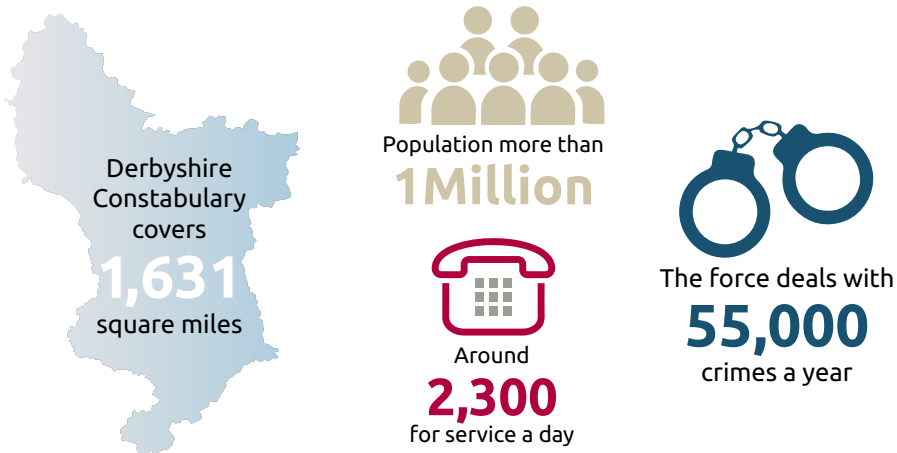 Derbyshire
Constabulary
covers
1,631
square miles
Population more than
1Million
Around
2,300
for service a day
The force deals with
55,000
crimes a year